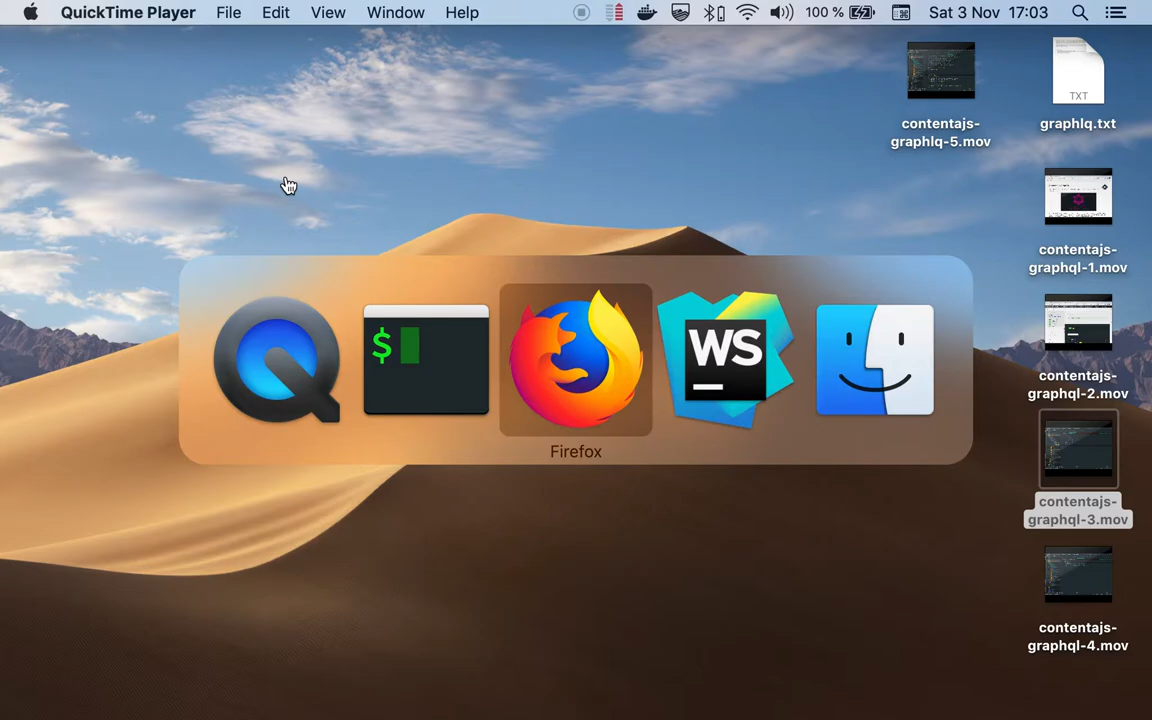 QuickTime Player File Edit View Window Help 100 % Sat 3 Nov 17:03
contentajs-
graphlq-5.mov
TXT
graphlq.txt
contentajs-
graphql-1.mov
contentajs-
graphql-2.mov
$
WS
Firefox
contentajs-
graphql-3.mov
contentajs-
graphql-4.mov